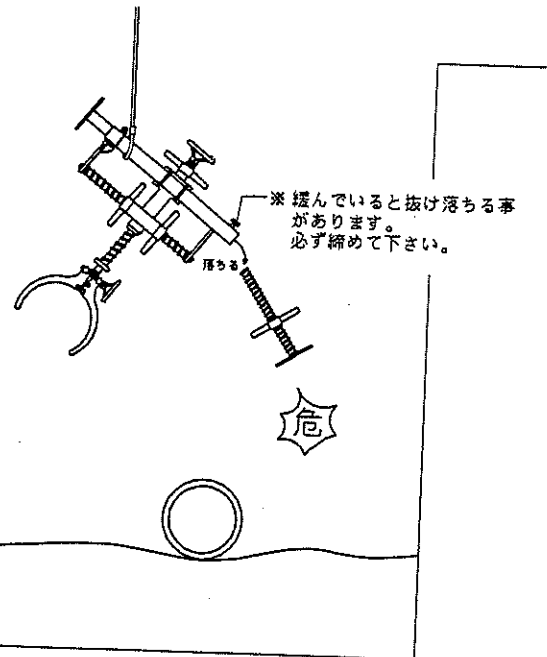 ※ 緩んでいると抜け落ちる事
があります。
必ず締めて下さい。
落ちる
危